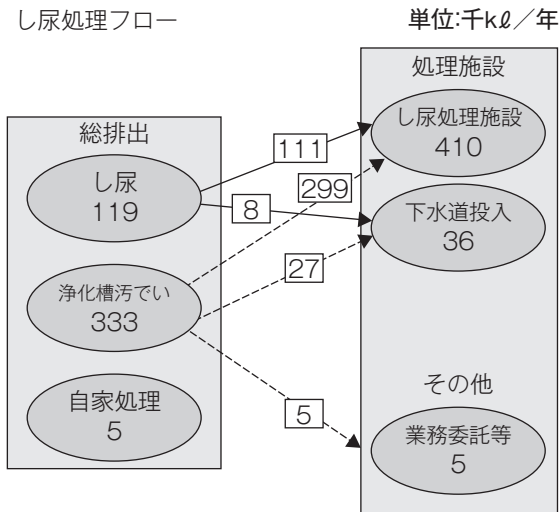 し尿処理フロー
単位:千kℓ／年
総排出
し尿
119
浄化槽汚でい
333
自家処理
5
111
299
8
27
5
処理施設
し尿処理施設
410
下水道投入
36
その他
業務委託等
5